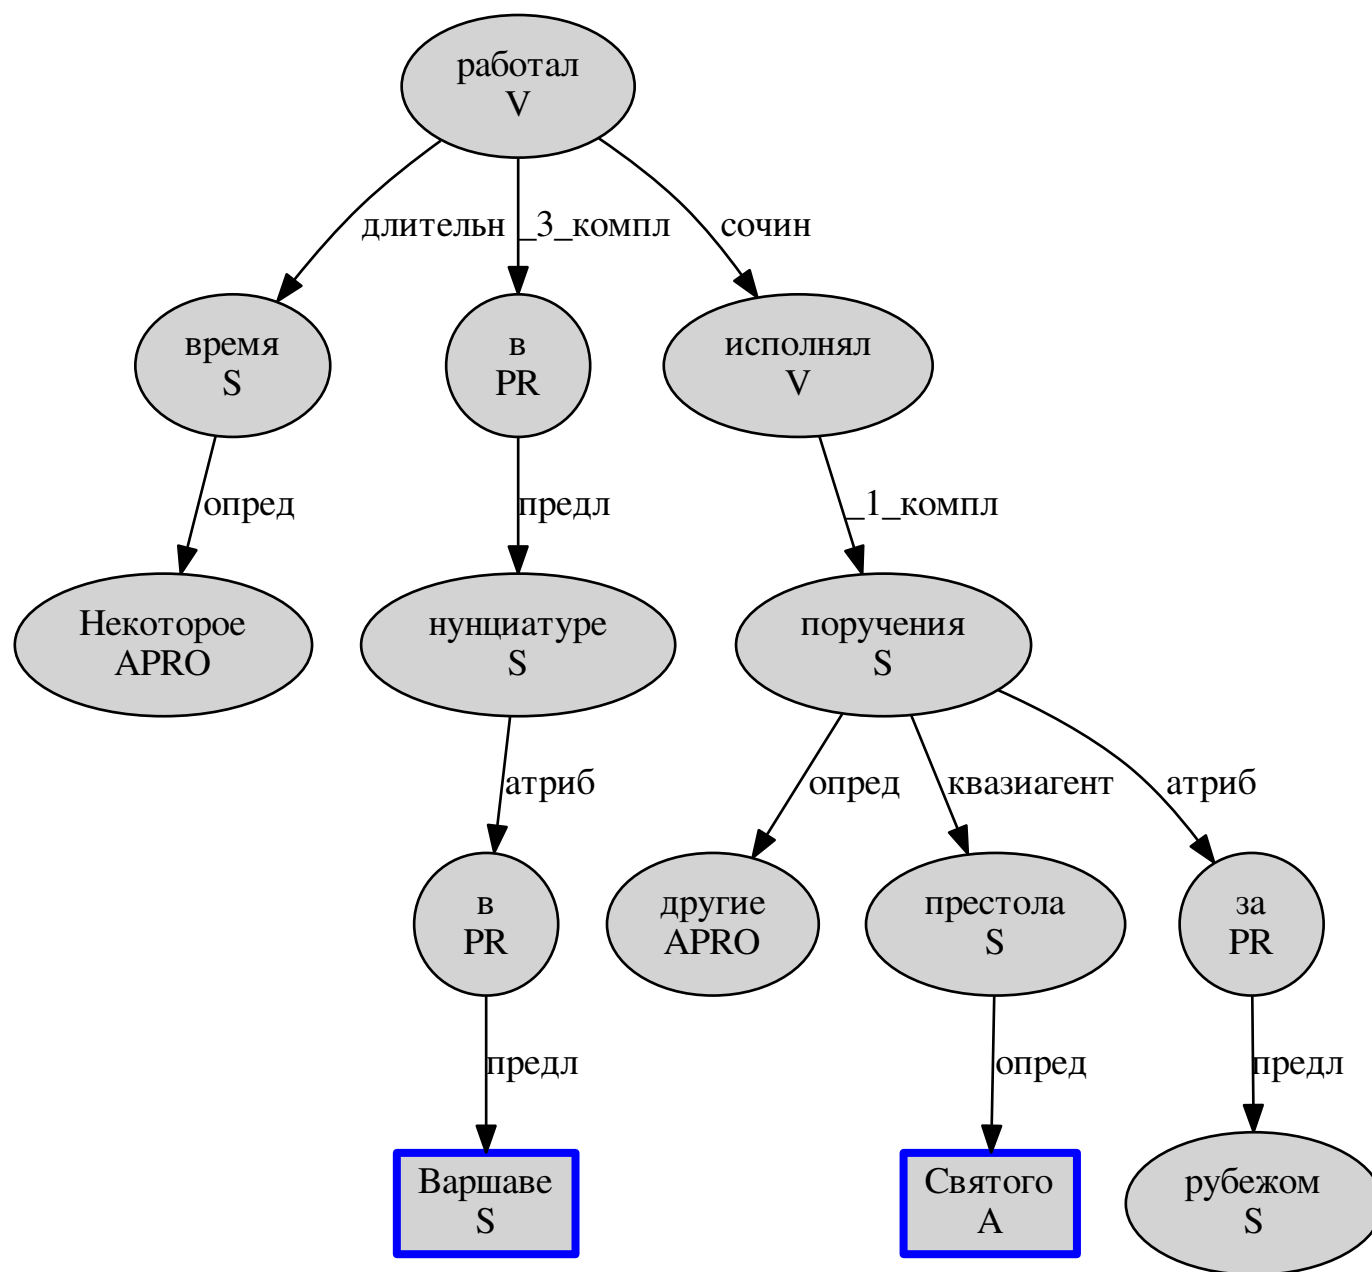 работал
V
длительн
_3_компл
сочин
время
S
в
PR
исполнял
V
опред
предл
_1_компл
Некоторое
APRO
нунциатуре
S
поручения
S
атриб
опред
квазиагент
атриб
в
PR
другие
APRO
престола
S
за
PR
предл
опред
предл
Варшаве
S
Святого
A
рубежом
S